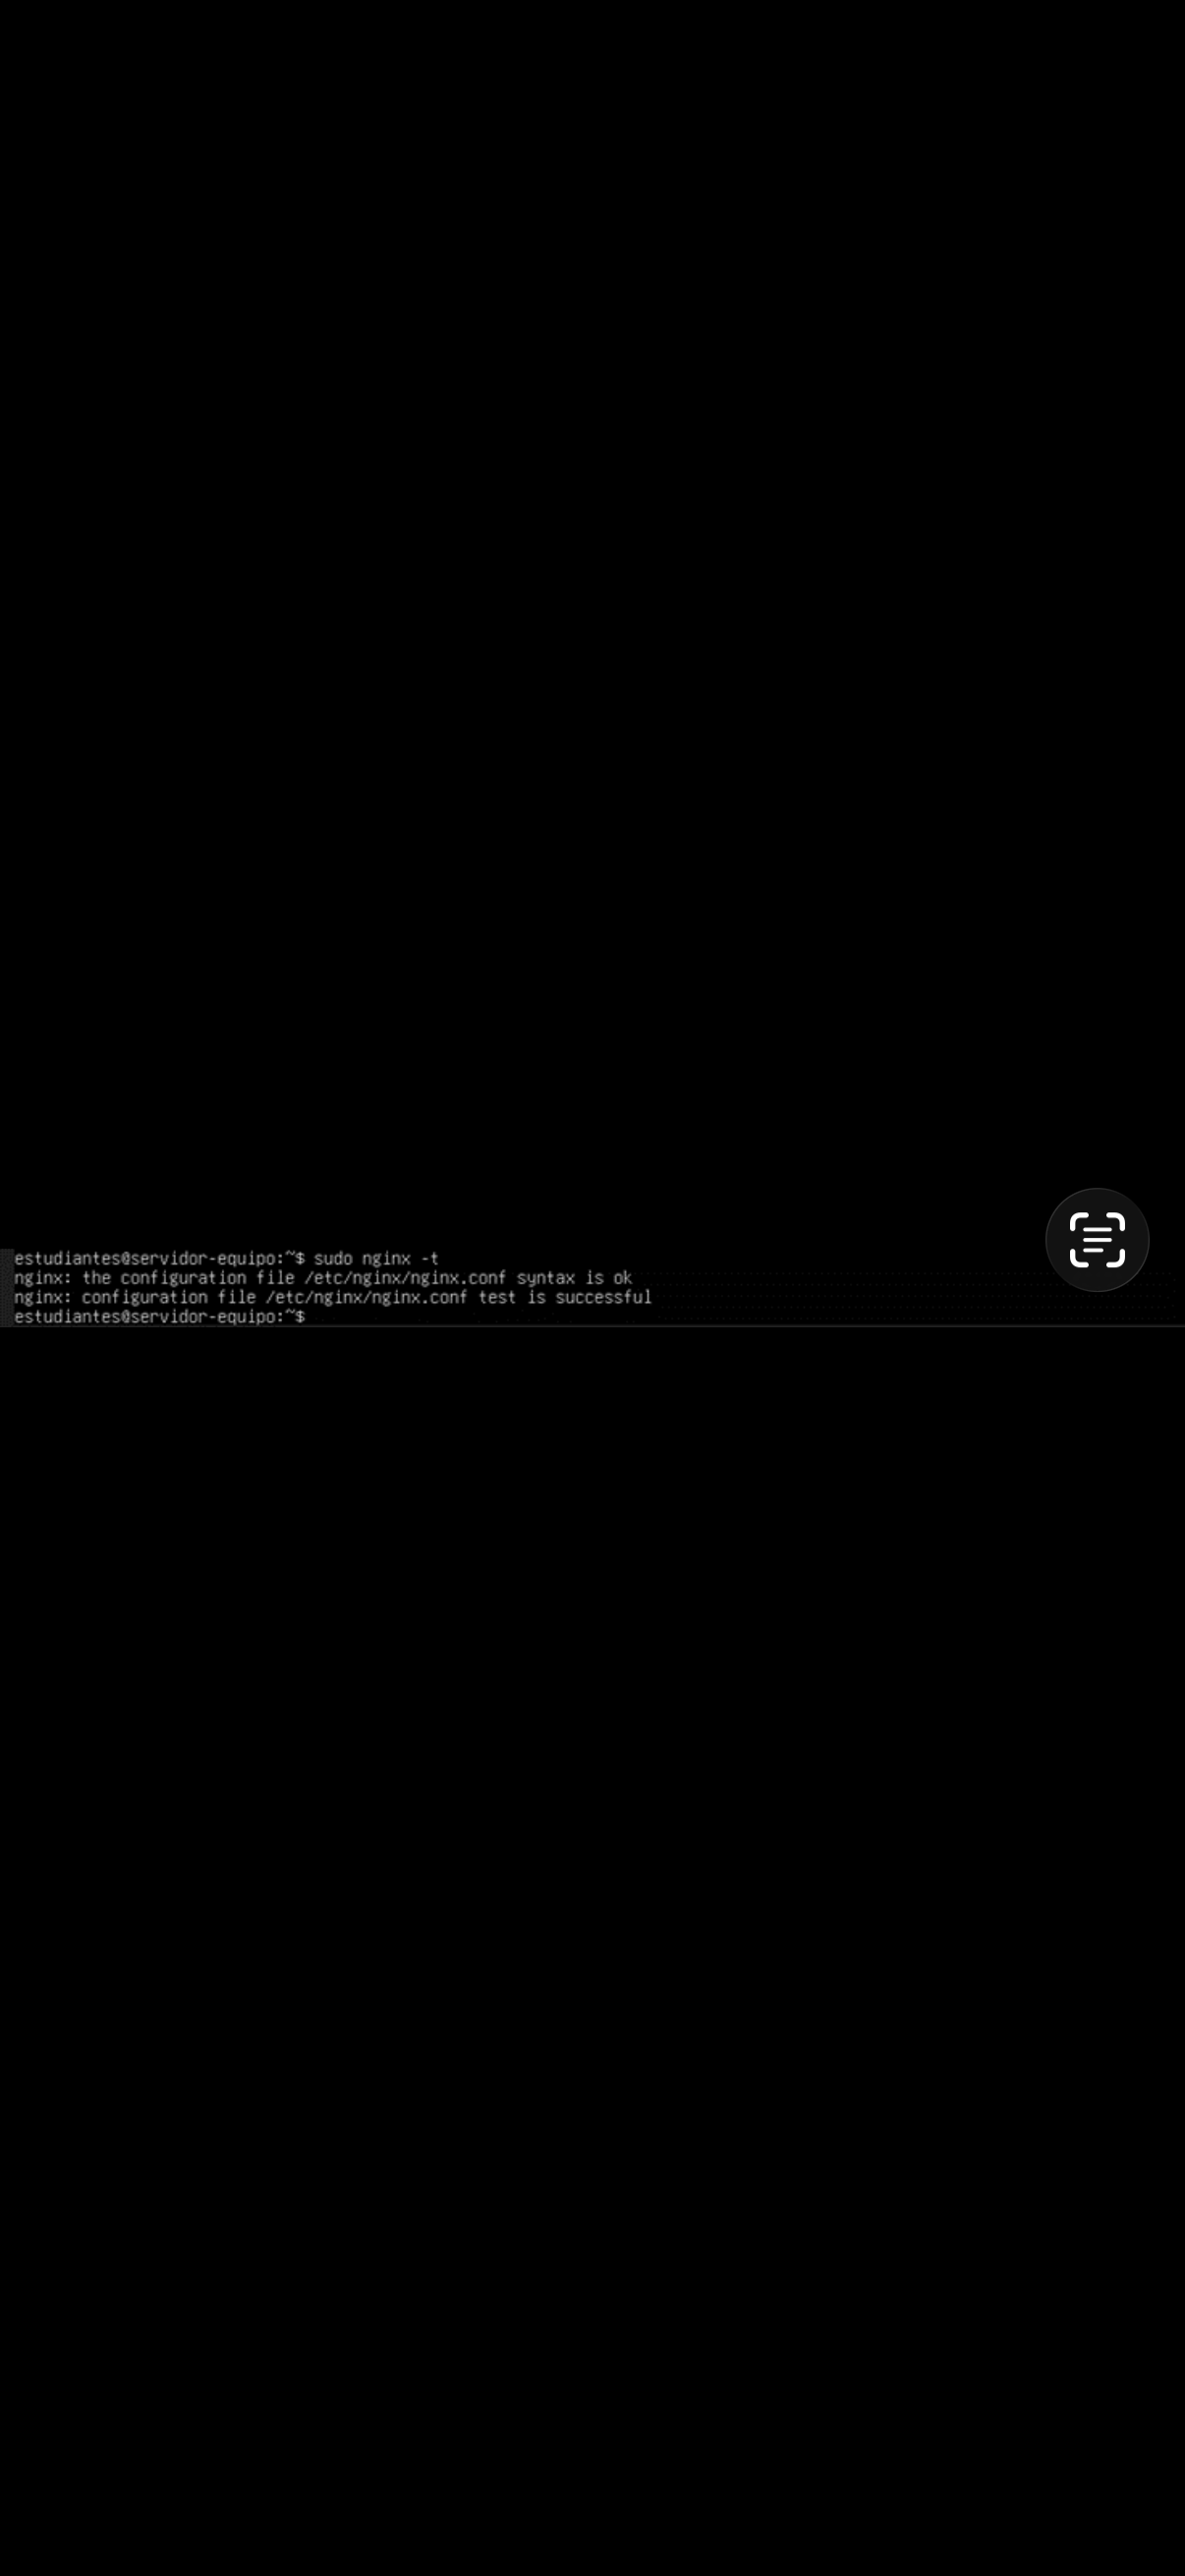 estudiantes@servidor-equipo:~$ sudo nginx -t
nginx: the configuration file /etc/nginx/nginx.conf syntax is ok
nginx: configuration file /etc/nginx/nginx.conf test is successful
estudiantes@servidor-equipo:~$